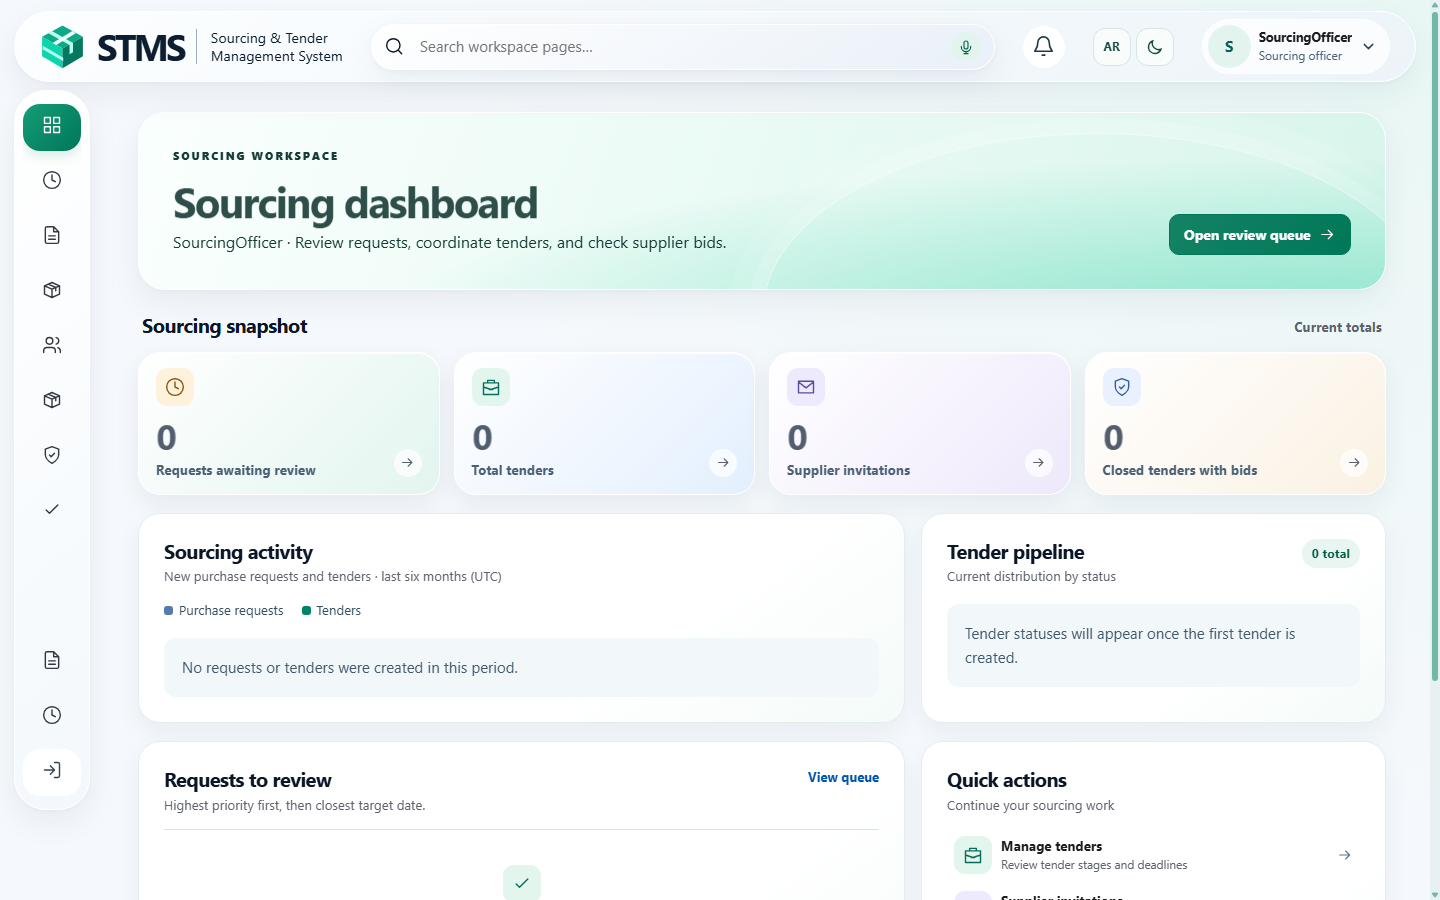 STMS
Sourcing & Tender
Management System
Search workspace pages...
AR
S
SourcingOfficer
Sourcing officer
SOURCING WORKSPACE
Sourcing dashboard
SourcingOfficer · Review requests, coordinate tenders, and check supplier bids.
Open review queue
Sourcing snapshot
Current totals
0
Requests awaiting review
0
Total tenders
0
Supplier invitations
0
Closed tenders with bids
Sourcing activity
New purchase requests and tenders · last six months (UTC)
Purchase requests
Tenders
No requests or tenders were created in this period.
Tender pipeline
0 total
Current distribution by status
Tender statuses will appear once the first tender is
created.
Requests to review
View queue
Highest priority first, then closest target date.
Quick actions
Continue your sourcing work
Manage tenders
Review tender stages and deadlines